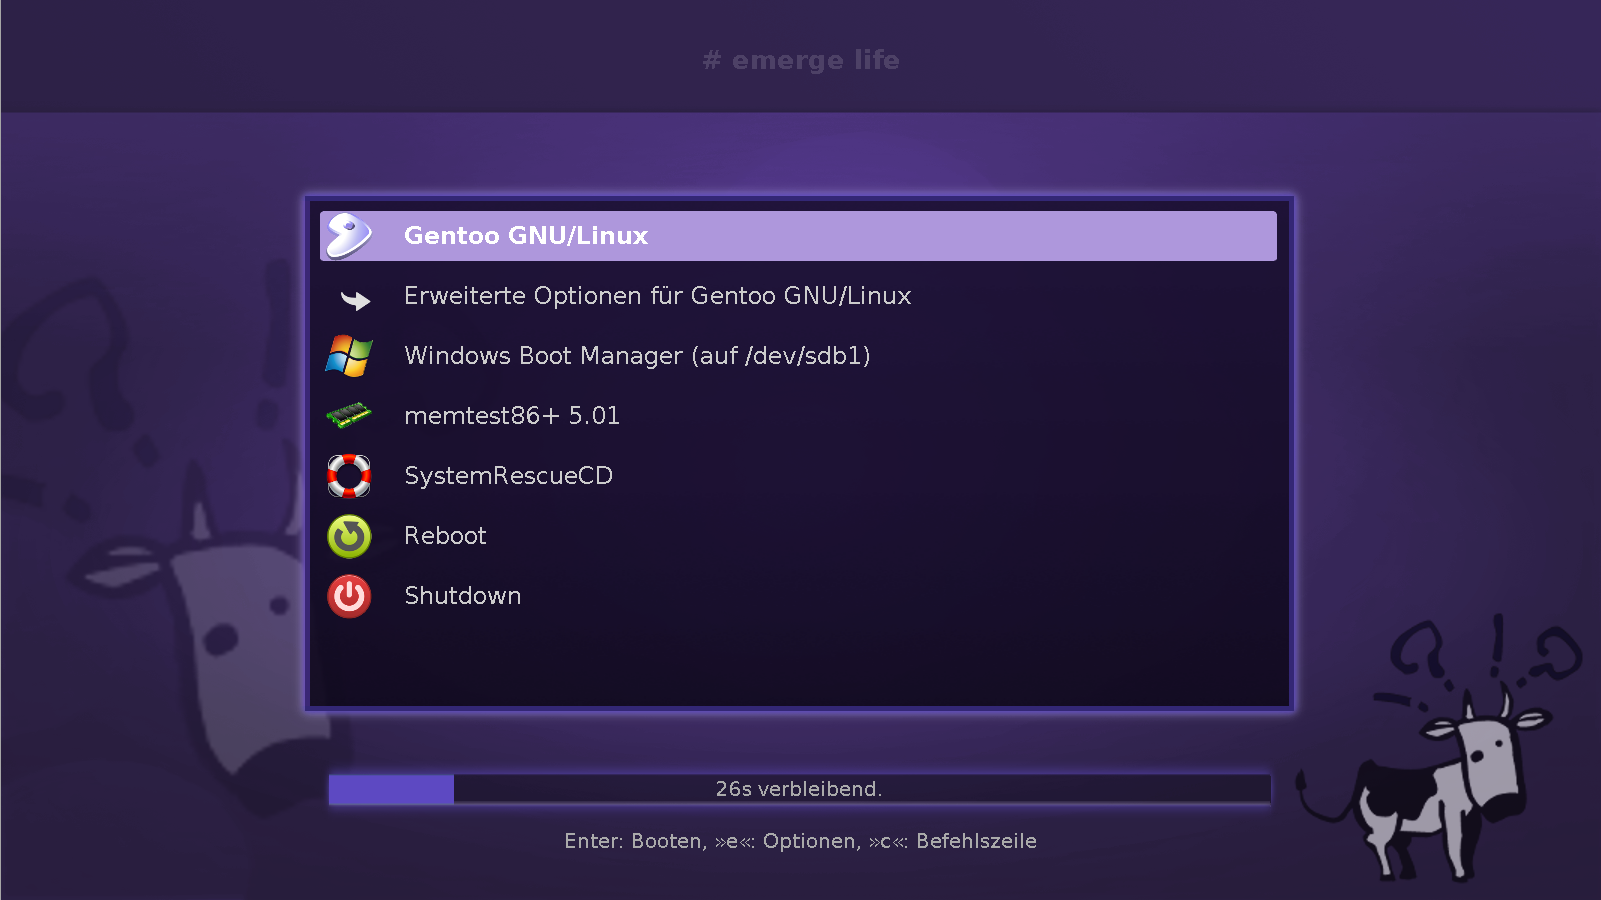 # emerge life
Gentoo GNU/Linux
Erweiterte Optionen für Gentoo GNU/Linux
Windows Boot Manager (auf /dev/sdb1)
memtest86+ 5.01
SystemRescueCD
Reboot
Shutdown
26s verbleibend.
Enter: Booten, »e«: Optionen, »c«: Befehlszeile